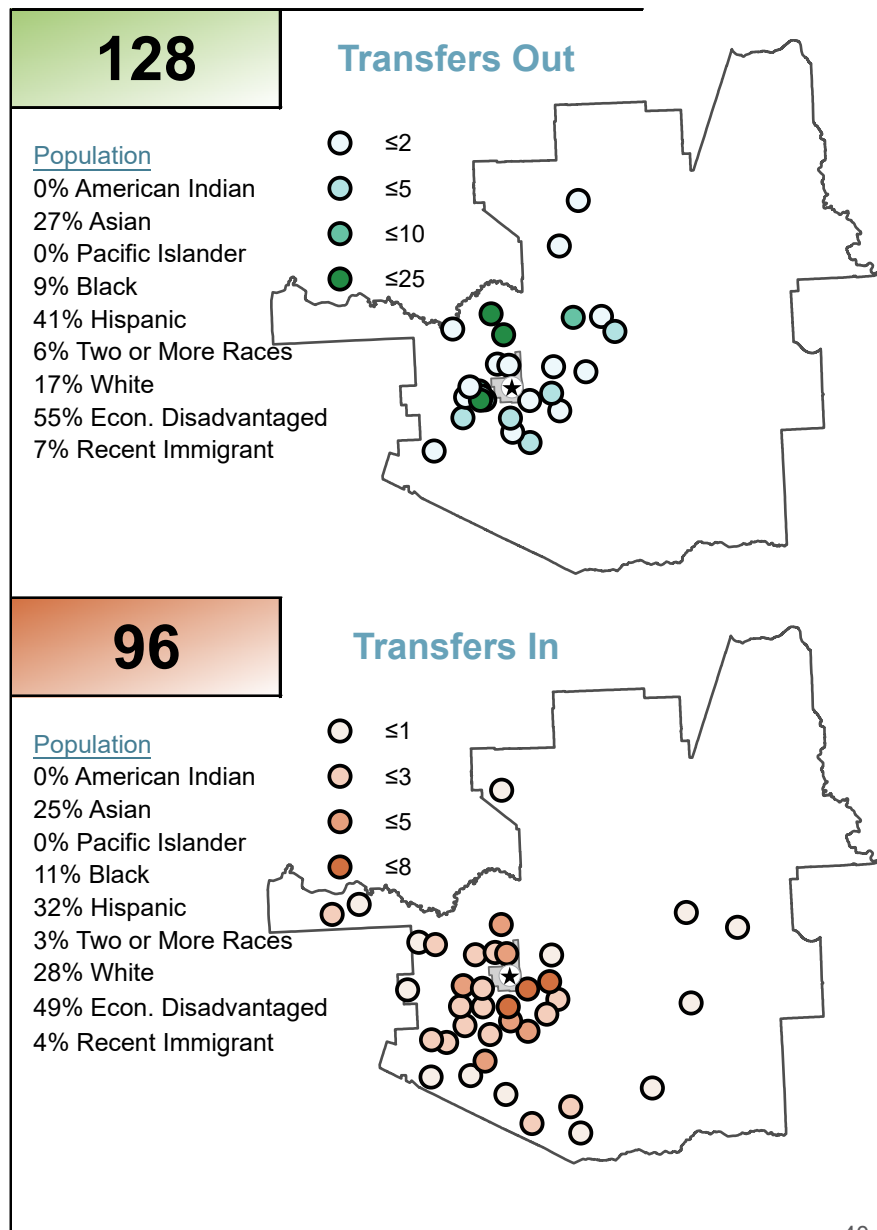 128
Transfers Out
Population
0% American Indian
27% Asian
0% Pacific Islander
9% Black
41% Hispanic
6% Two or More Races
17% White
55% Econ. Disadvantaged
7% Recent Immigrant
≤2
≤5
≤10
≤25
96
Transfers In
Population
0% American Indian
25% Asian
0% Pacific Islander
11% Black
32% Hispanic
3% Two or More Races
28% White
49% Econ. Disadvantaged
4% Recent Immigrant
≤1
≤3
≤5
≤8